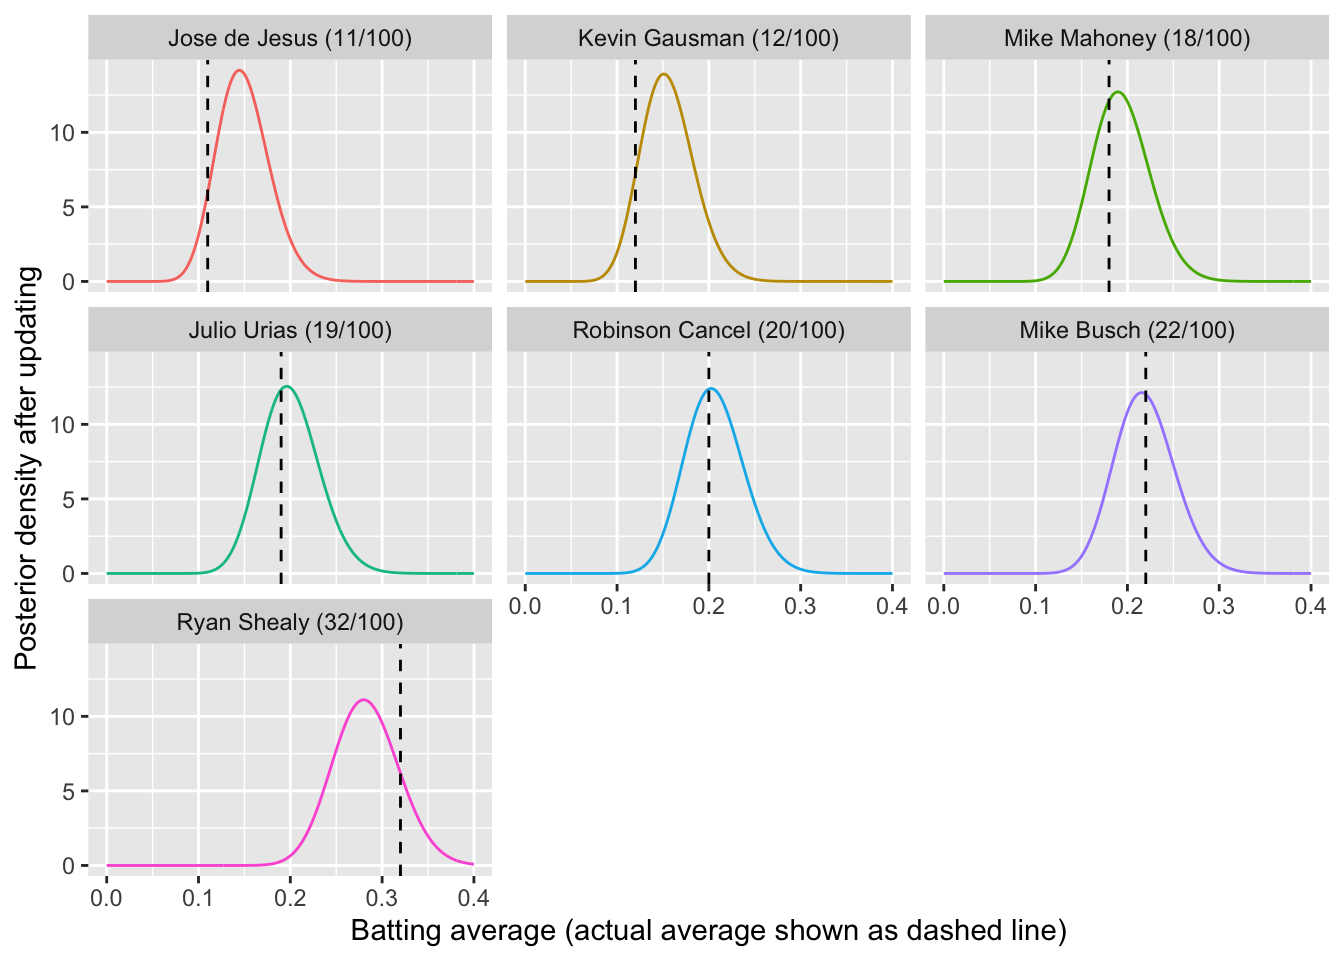 Jose de Jesus (11/100)
Kevin Gausman (12/100)
Mike Mahoney (18/100)
10
5
0
Julio Urias (19/100)
Robinson Cancel (20/100)
Mike Busch (22/100)
10
5
0
0.0 0.1 0.2 0.3 0.4
0.0 0.1 0.2 0.3 0.4
Ryan Shealy (32/100)
10
5
0
0.0 0.1 0.2 0.3 0.4
Batting average (actual average shown as dashed line)
Posterior density after updating